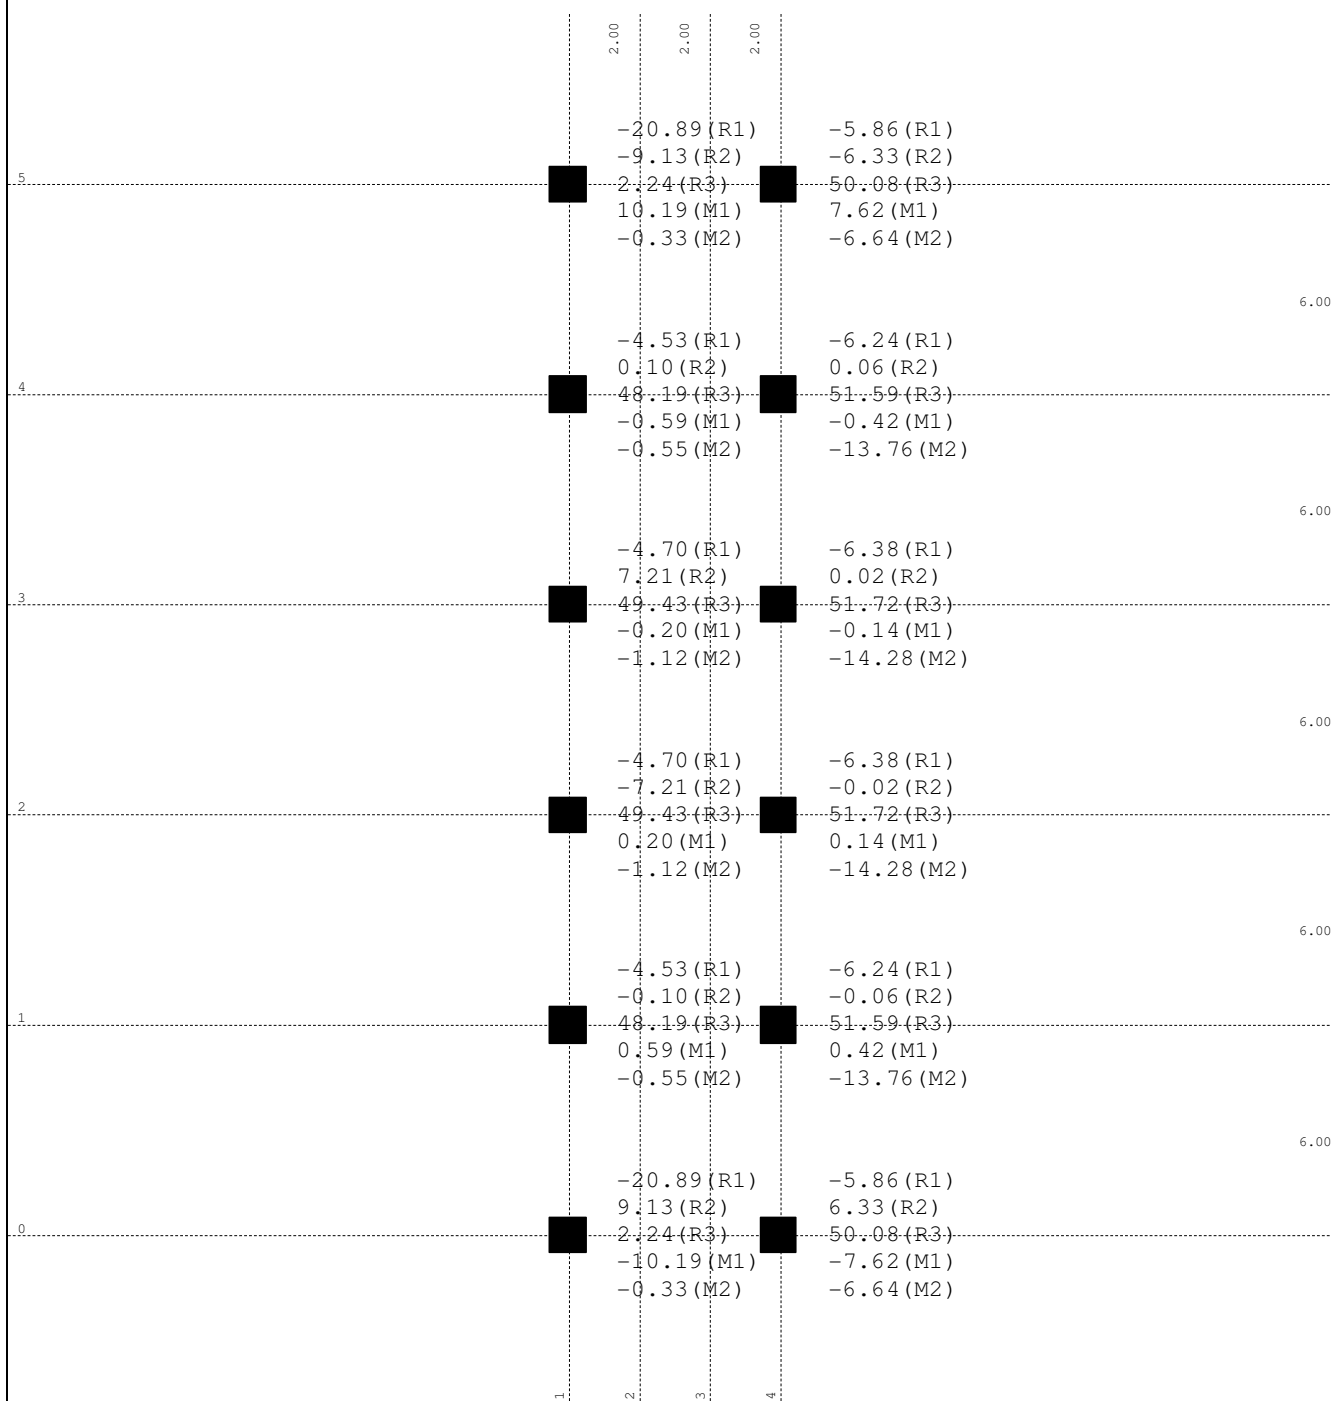 2.00 2.00 2.00
-20.89(R1) -5.86(R1)
-9.13(R2) -6.33(R2)
5 2.24(R3) 50.08(R3)
10.19(M1) 7.62(M1)
-0.33(M2) -6.64(M2)
6.00
-4.53(R1) -6.24(R1)
0.10(R2) 0.06(R2)
4 48.19(R3) 51.59(R3)
-0.59(M1) -0.42(M1)
-0.55(M2) -13.76(M2)
6.00
-4.70(R1) -6.38(R1)
7.21(R2) 0.02(R2)
3 49.43(R3) 51.72(R3)
-0.20(M1) -0.14(M1)
-1.12(M2) -14.28(M2)
6.00
-4.70(R1) -6.38(R1)
-7.21(R2) -0.02(R2)
2 49.43(R3) 51.72(R3)
0.20(M1) 0.14(M1)
-1.12(M2) -14.28(M2)
6.00
-4.53(R1) -6.24(R1)
-0.10(R2) -0.06(R2)
1 48.19(R3) 51.59(R3)
0.59(M1) 0.42(M1)
-0.55(M2) -13.76(M2)
6.00
-20.89(R1) -5.86(R1)
9.13(R2) 6.33(R2)
0 2.24(R3) 50.08(R3)
-10.19(M1) -7.62(M1)
-0.33(M2) -6.64(M2)
1 2 3 4